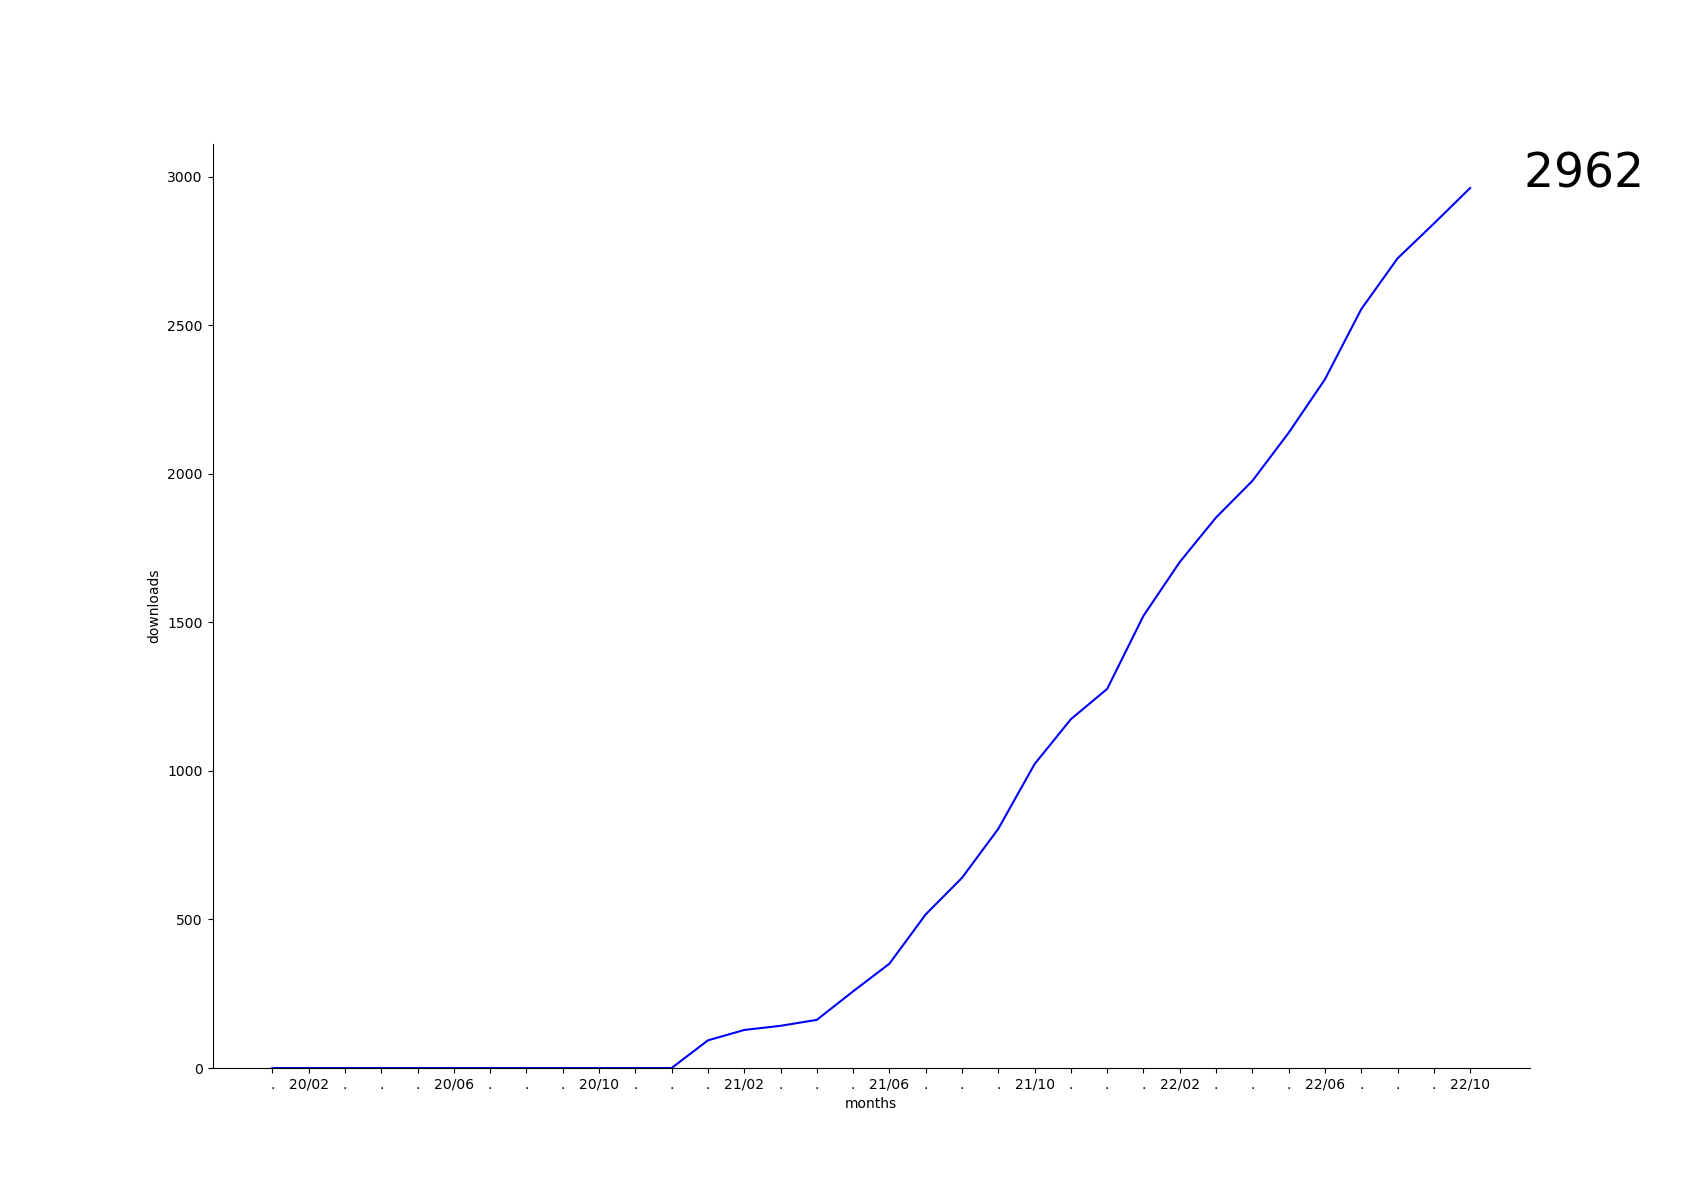 2962
3000
2500
2000
1500
1000
500
0
downloads
. 20/02 . . . 20/06 . . . 20/10 . . . 21/02 . . . 21/06 . . . 21/10 . . . 22/02 . . . 22/06 . . . 22/10
months